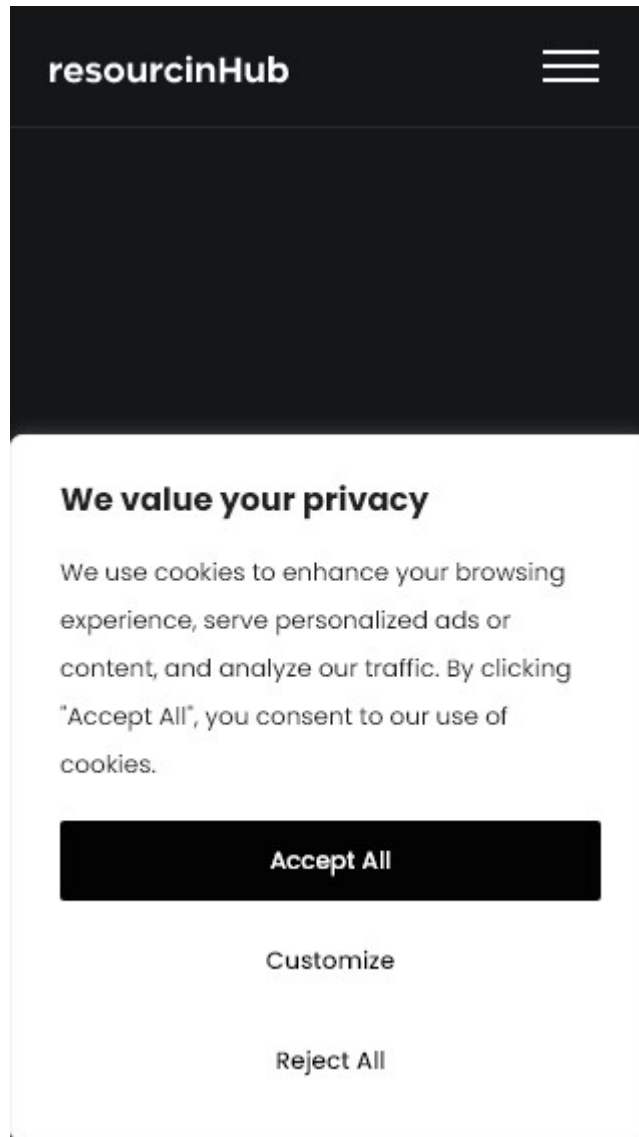 resourcinHub
We value your privacy
We use cookies to enhance your browsing
experience, serve personalized ads or
content, and analyze our traffic. By clicking
"Accept All", you consent to our use of
cookies.
Accept All
Customize
Reject All